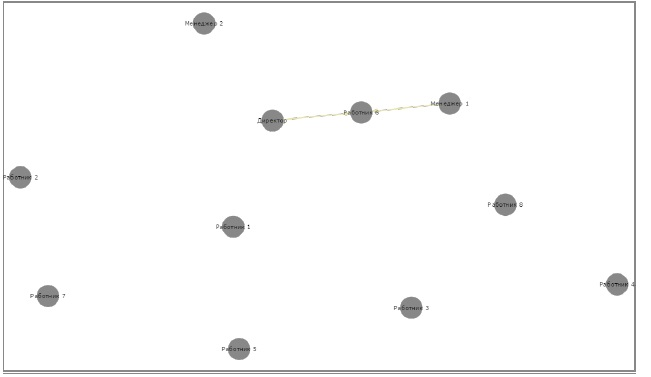 Менеджер 2
Менеджер 1
Работник 6
Директор
Работник 2
Работник 8
Работник 1
Работник 4
Работник 7
Работник 3
Работник 5